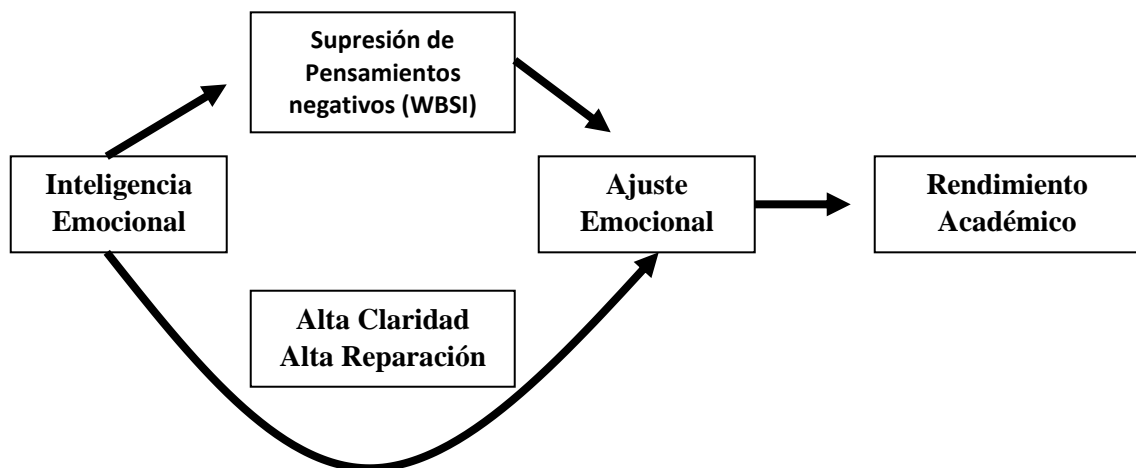 Supresión de
Pensamientos
negativos (WBSI)
Inteligencia
Emocional
Ajuste
Emocional
Rendimiento
Académico
Alta Claridad
Alta Reparación